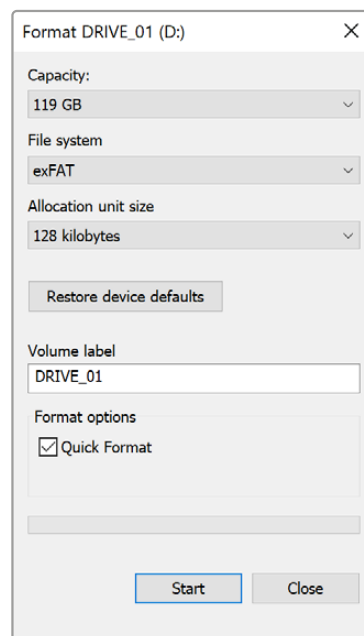 Format DRIVE_01 (D:)
Capacity:
119 GB
File system
exFAT
Allocation unit size
128 kilobytes
Restore device defaults
Volume label
DRIVE_01
Format options
Quick Format
Start Close